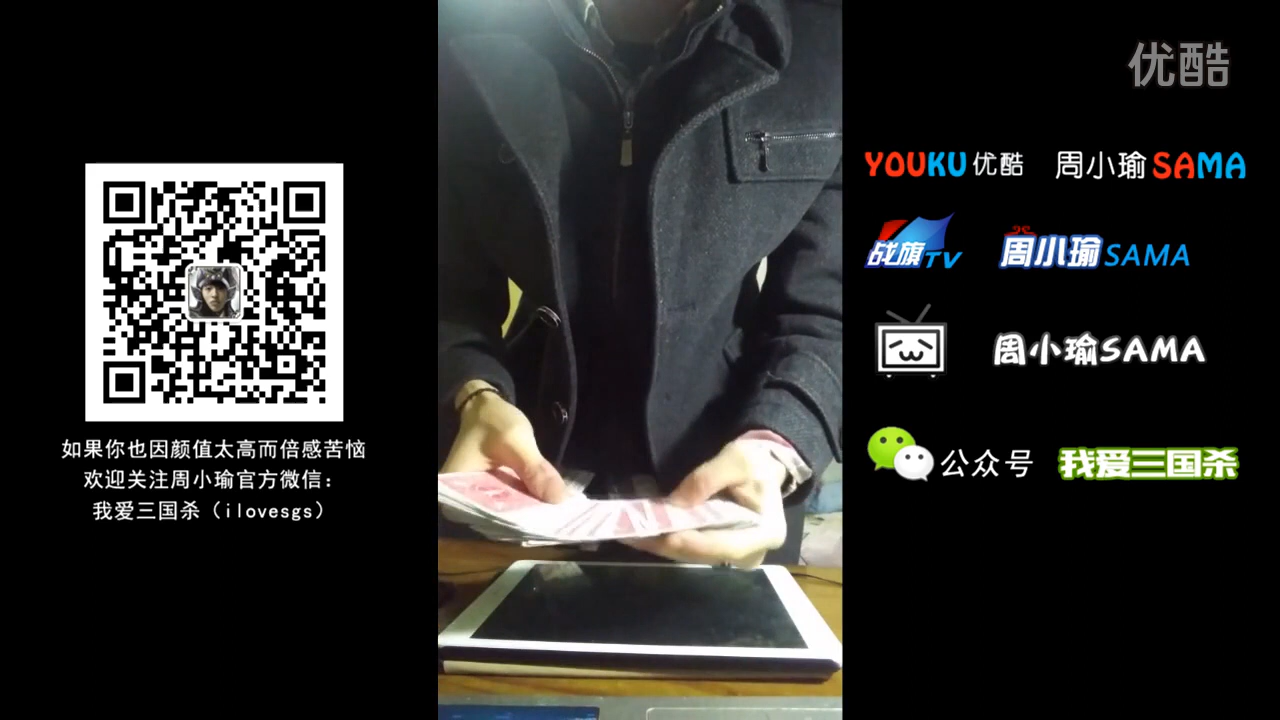 优酷
YOUKU优酷 周小瑜SAMA
战旗TV 周小瑜SAMA
周小瑜SAMA
公众号 我爱三国杀
如果你也因颜值太高而倍感苦恼
欢迎关注周小瑜官方微信：
我爱三国杀（ilovesgs）